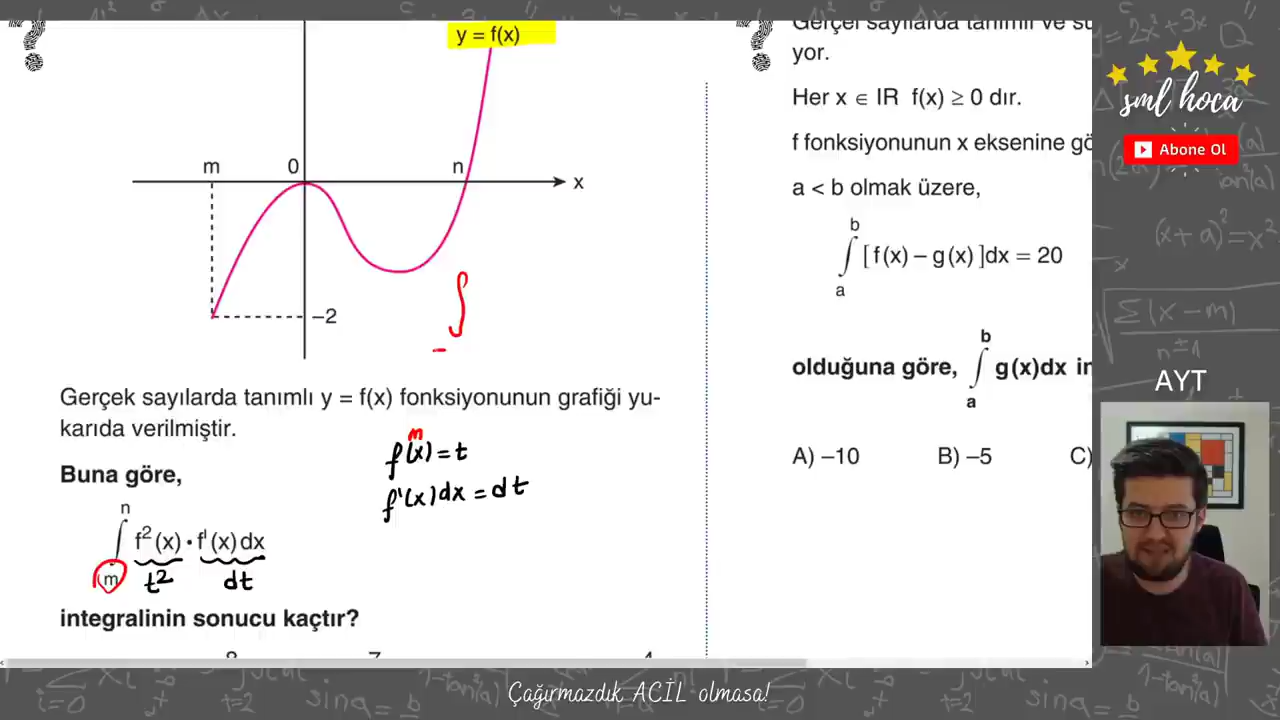 y = f(x)
m
0
n
x
−2
∫
−
Gerçek sayılarda tanımlı y = f(x) fonksiyonunun grafiği yu-
karıda verilmiştir.
m
f(x) = t
f'(x) dx = dt
Buna göre,
n
∫ f²(x) • f'(x) dx
m
t²
dt
integralinin sonucu kaçtır?
Gerçel sayılarda tanımlı ve
yor.
Her x ∈ IR f(x) ≥ 0 dır.
f fonksiyonunun x eksenine
a < b olmak üzere,
b
∫ [f(x) − g(x)]dx = 20
a
b
olduğuna göre, ∫ g(x)dx
a
A) −10 B) −5 C)
sml hoca
Abone Ol
AYT
Çağırmazdık ACİL olmasa!